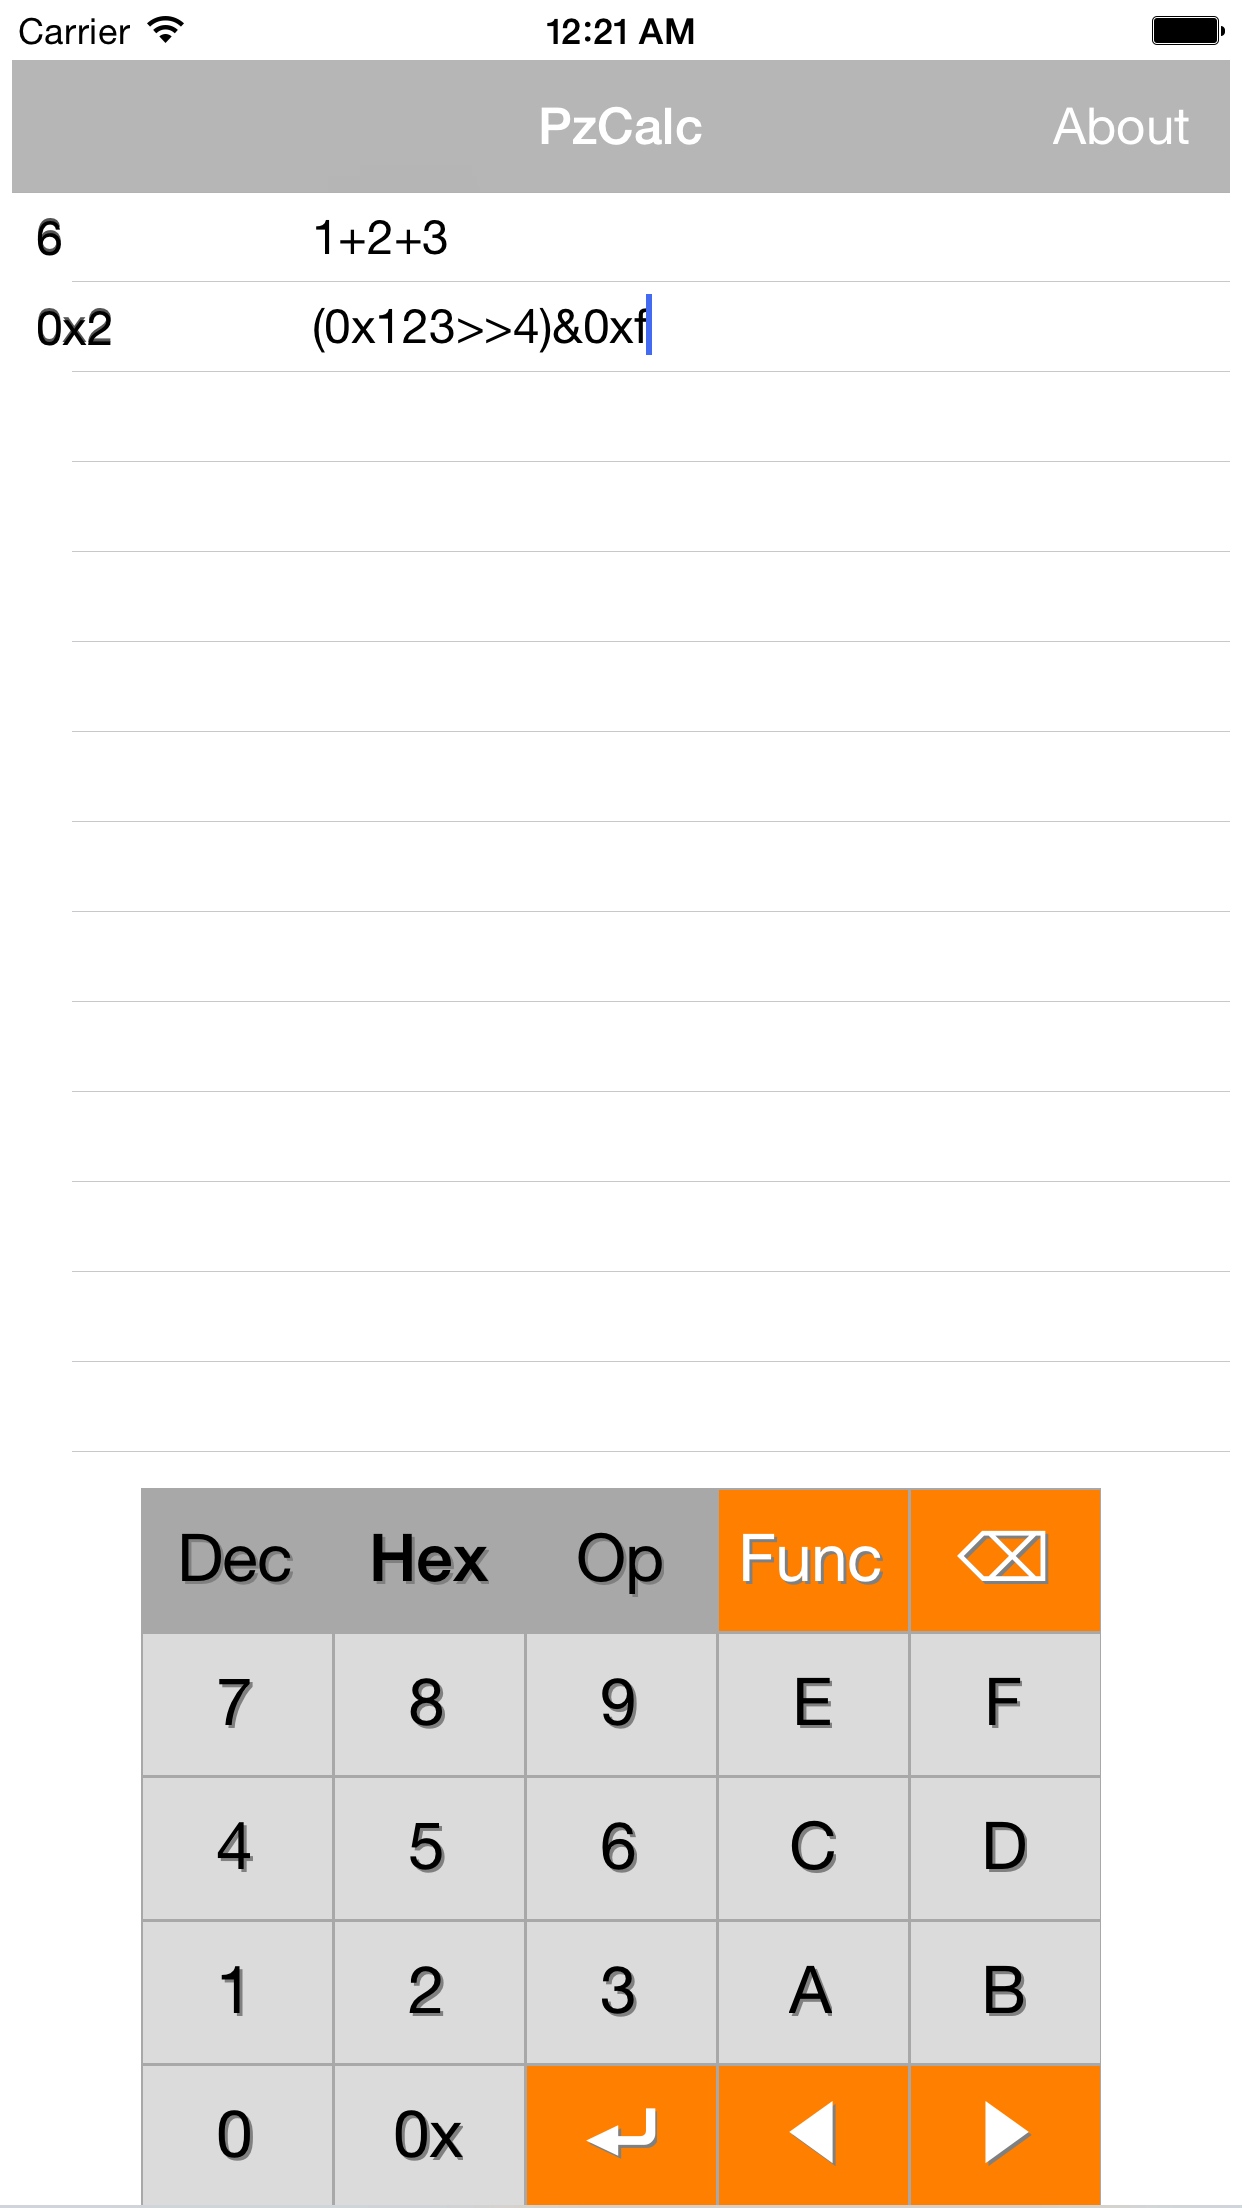 Carrier 12:21 AM
PzCalc About
6 1+2+3
0x2 (0x123>>4)&0xf
Dec Hex Op Func
7 8 9 E F
4 5 6 C D
1 2 3 A B
0 0x